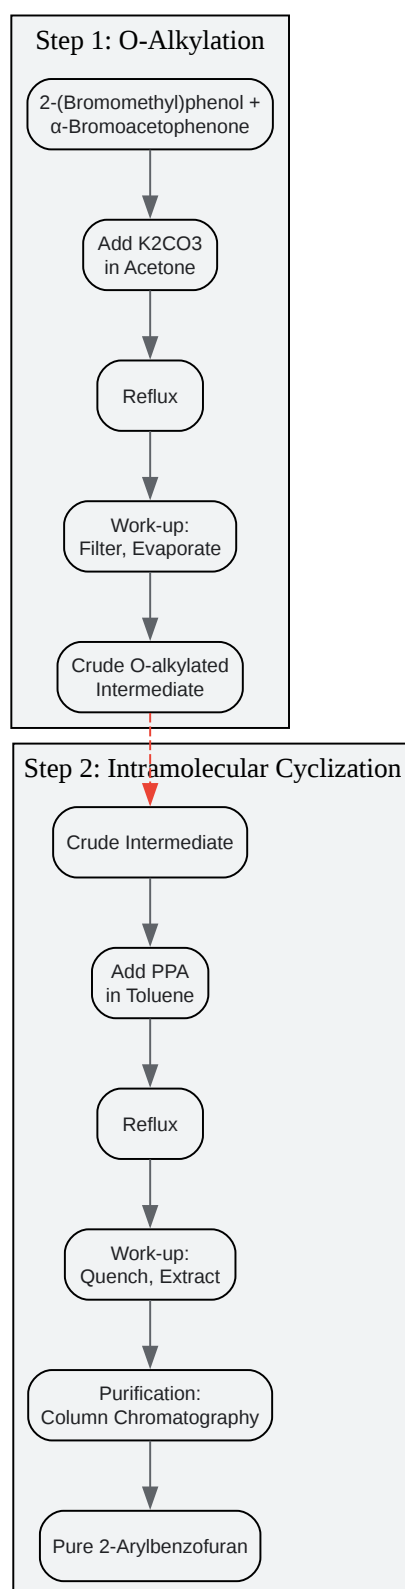 Step 1: O-Alkylation
2-(Bromomethyl)phenol +
α-Bromoacetophenone
Add K2CO3
in Acetone
Reflux
Work-up:
Filter, Evaporate
Crude O-alkylated
Intermediate
Step 2: Intramolecular Cyclization
Crude Intermediate
Add PPA
in Toluene
Reflux
Work-up:
Quench, Extract
Purification:
Column Chromatography
Pure 2-Arylbenzofuran